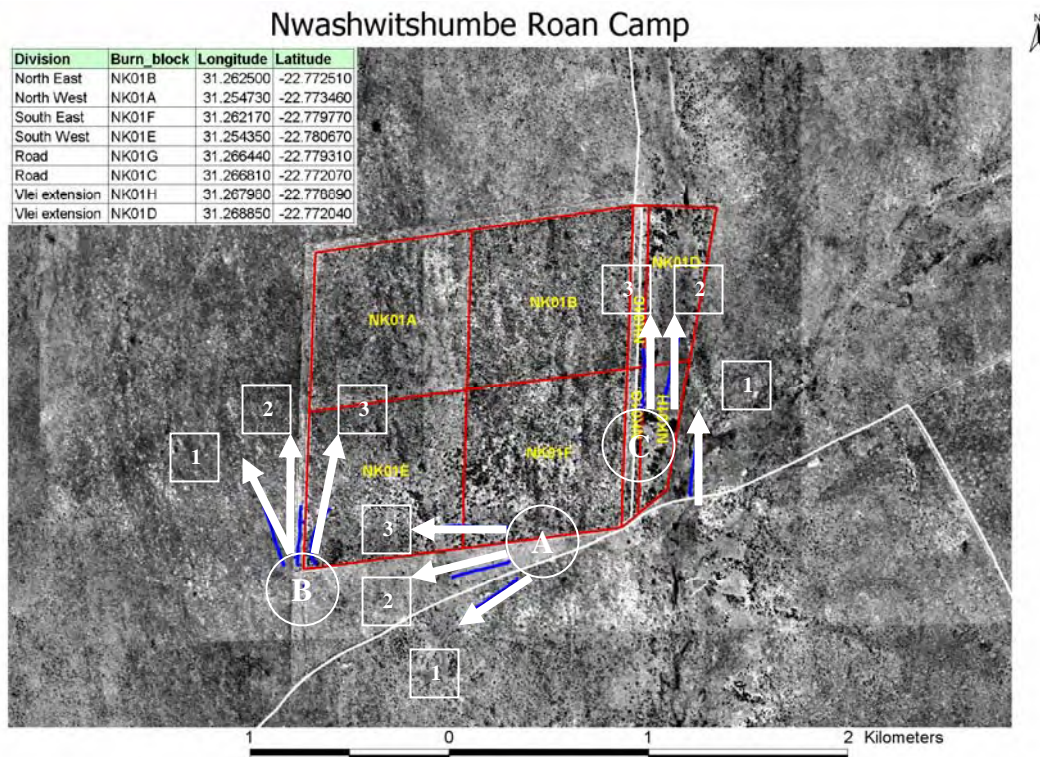 Nwashwitshumbe Roan Camp
N
Division Burn_block Longitude Latitude
North East NK01B 31.262500 -22.772510
North West NK01A 31.254730 -22.773460
South East NK01F 31.262170 -22.779770
South West NK01E 31.254350 -22.780670
Road NK01G 31.266440 -22.779310
Road NK01C 31.266810 -22.772070
Vlei extension NK01H 31.267980 -22.778890
Vlei extension NK01D 31.268850 -22.772040
NK01D
3
2
NK01B
NK01C
NK01A
1
2
3
NK01G
NK01H
C
1
NK01E
NK01F
3
A
B
2
1
1 0 1 2 Kilometers